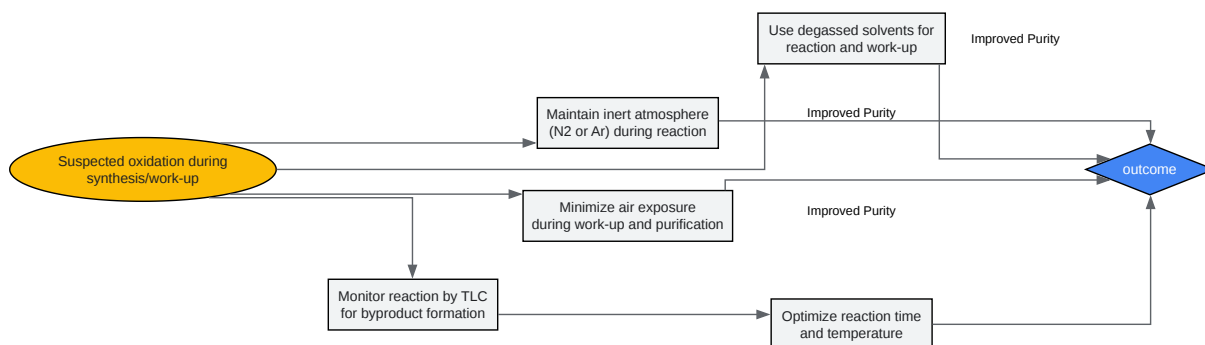 Use degassed solvents for
reaction and work-up
Improved Purity
Maintain inert atmosphere
(N2 or Ar) during reaction
Improved Purity
Suspected oxidation during
synthesis/work-up
outcome
Minimize air exposure
during work-up and purification
Improved Purity
Monitor reaction by TLC
for byproduct formation
Optimize reaction time
and temperature